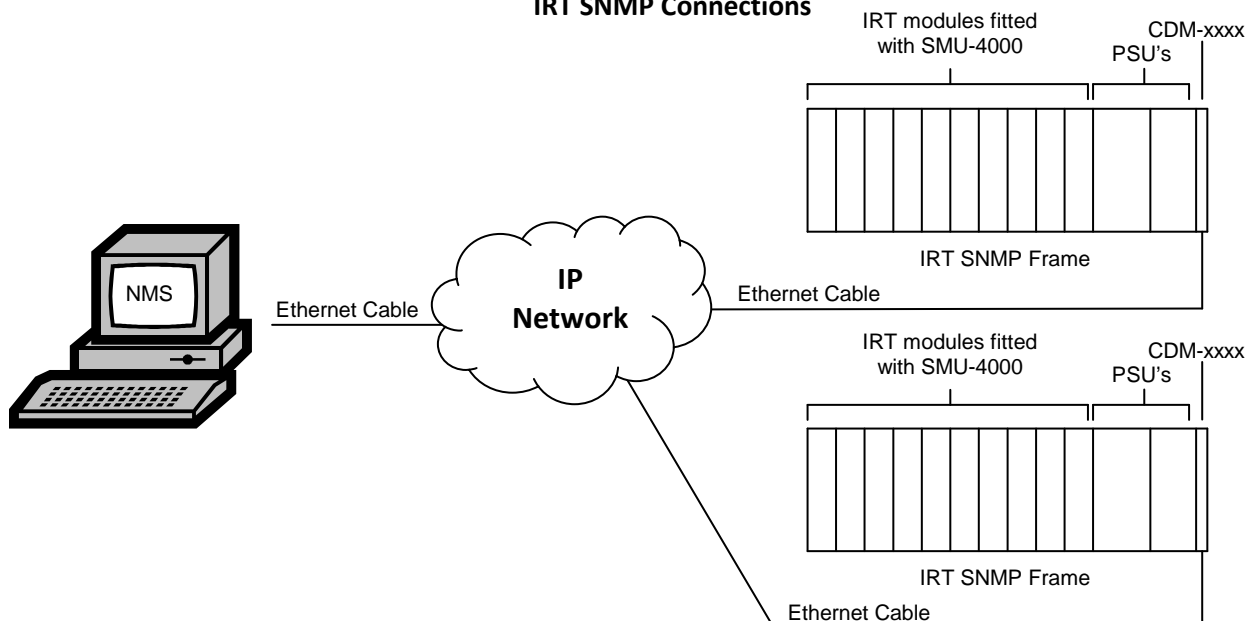 IRT SNMP Connections
IRT modules fitted
with SMU-4000
PSU's
CDM-xxxx
IRT SNMP Frame
NMS
Ethernet Cable
IP
Network
Ethernet Cable
IRT modules fitted
with SMU-4000
PSU's
CDM-xxxx
IRT SNMP Frame
Ethernet Cable